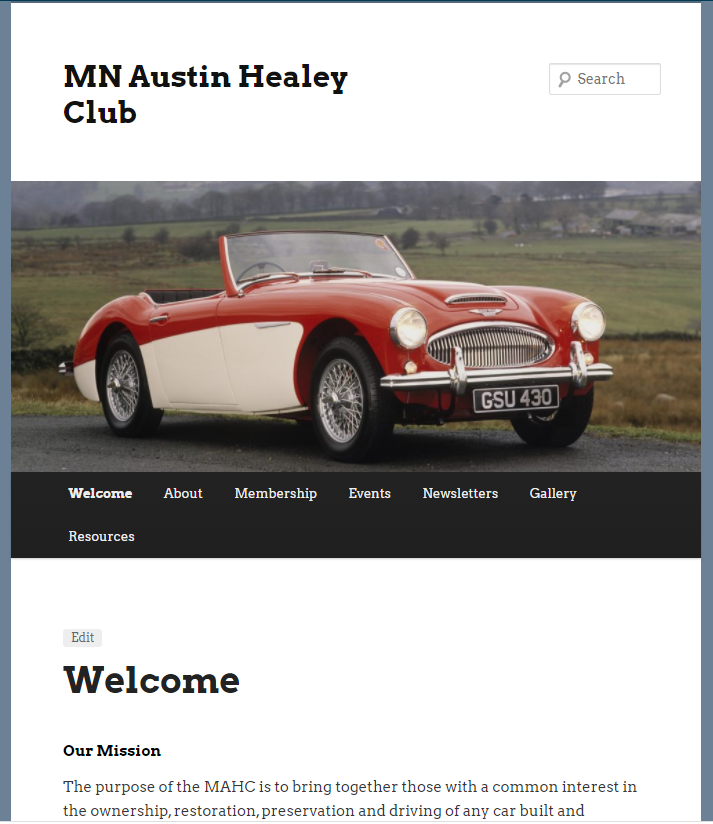 MN Austin Healey
Club
Search
GSU 430
Welcome About Membership Events Newsletters Gallery
Resources
Edit
Welcome
Our Mission
The purpose of the MAHC is to bring together those with a common interest in
the ownership, restoration, preservation and driving of any car built and